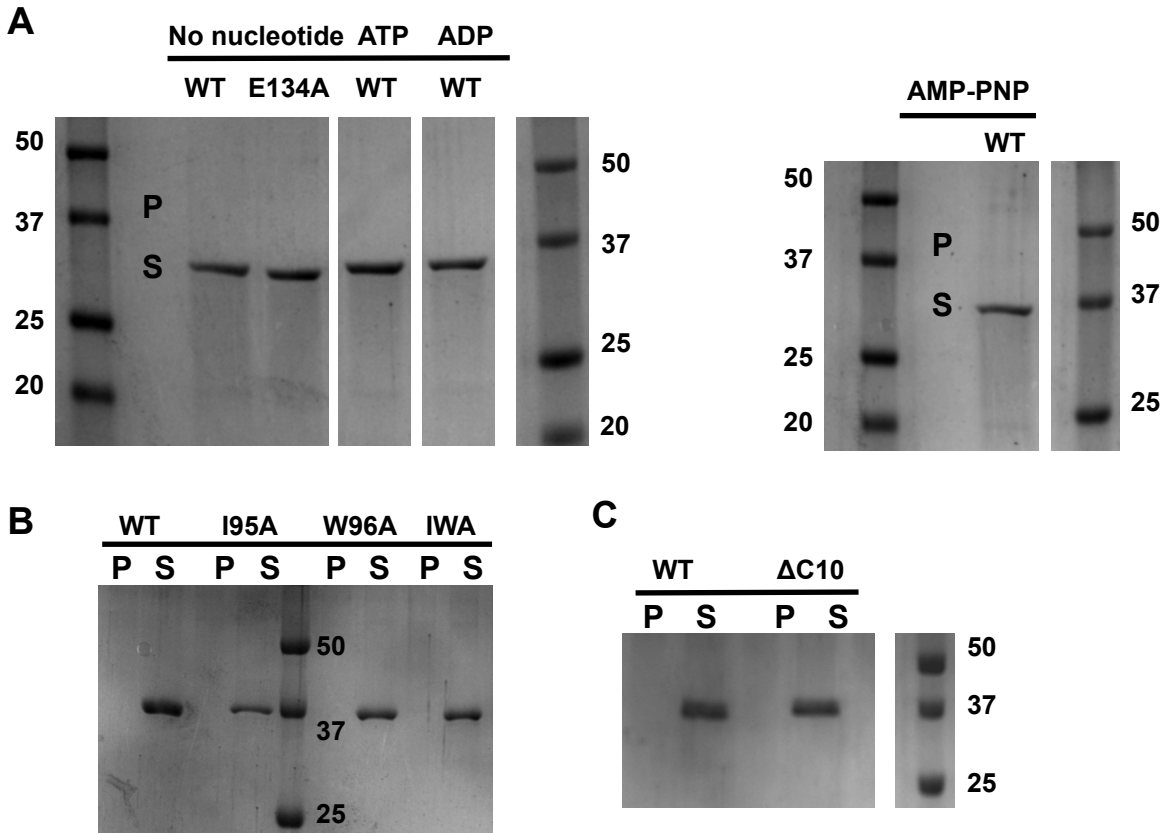 A
No nucleotide ATP ADP
WT E134A WT WT
50
37
25
20
P
S
50
37
25
20
AMP-PNP
WT
50
37
25
20
P
S
50
37
25
B
WT I95A W96A IWA
P S P S P S P S
50
37
25
C
WT ΔC10
P S P S
50
37
25